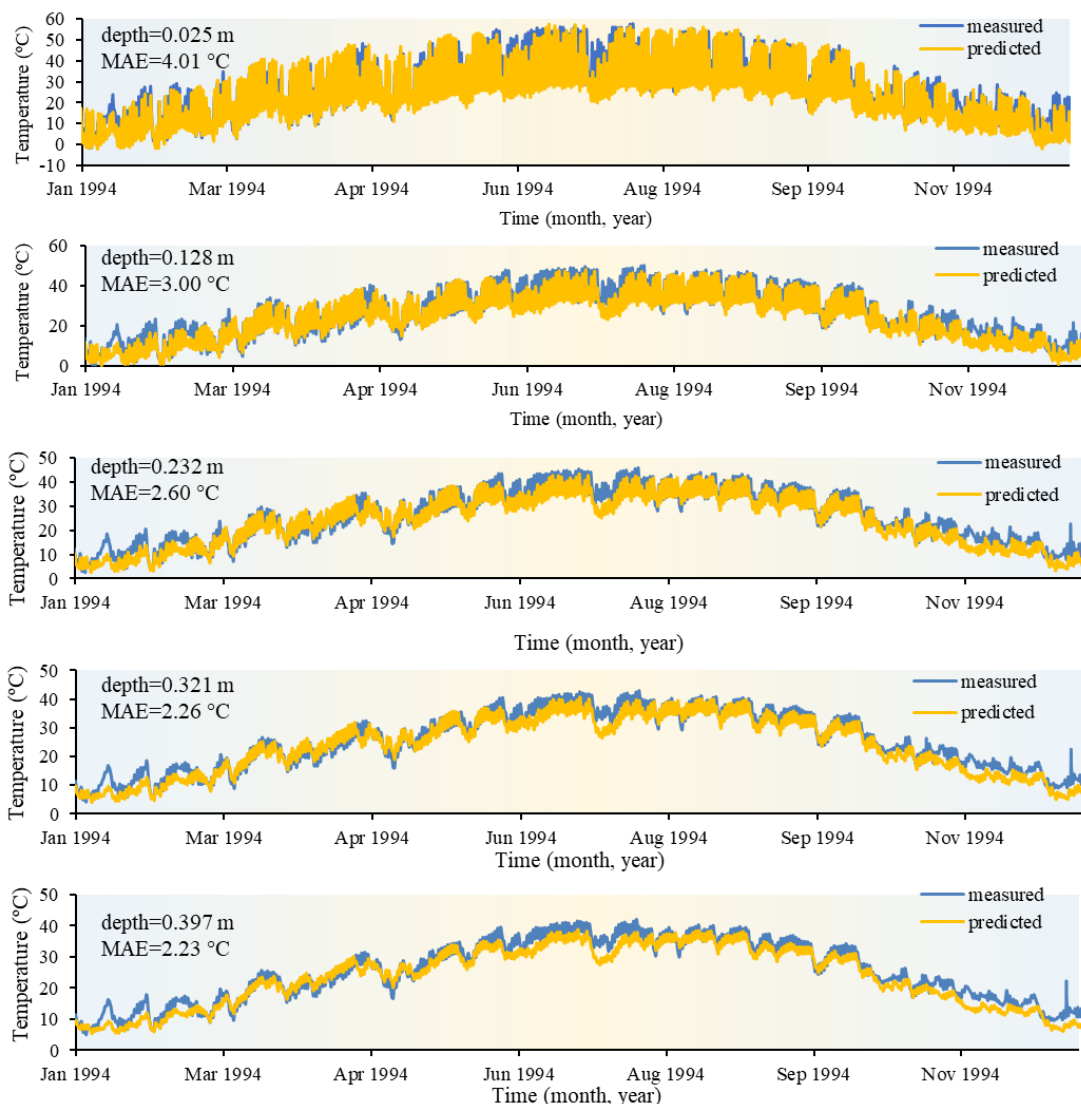 Temperature (ºC)
60
50
40
30
20
10
0
-10
depth=0.025 m
MAE=4.01 °C
measured
predicted
Jan 1994 Mar 1994 Apr 1994 Jun 1994 Aug 1994 Sep 1994 Nov 1994
Time (month, year)
Temperature (ºC)
60
40
20
0
depth=0.128 m
MAE=3.00 °C
measured
predicted
Jan 1994 Mar 1994 Apr 1994 Jun 1994 Aug 1994 Sep 1994 Nov 1994
Time (month, year)
Temperature (ºC)
50
40
30
20
10
0
depth=0.232 m
MAE=2.60 °C
measured
predicted
Jan 1994 Mar 1994 Apr 1994 Jun 1994 Aug 1994 Sep 1994 Nov 1994
Time (month, year)
Temperature (ºC)
50
40
30
20
10
0
depth=0.321 m
MAE=2.26 °C
measured
predicted
Jan 1994 Mar 1994 Apr 1994 Jun 1994 Aug 1994 Sep 1994 Nov 1994
Time (month, year)
Temperature (ºC)
50
40
30
20
10
0
depth=0.397 m
MAE=2.23 °C
measured
predicted
Jan 1994 Mar 1994 Apr 1994 Jun 1994 Aug 1994 Sep 1994 Nov 1994
Time (month, year)